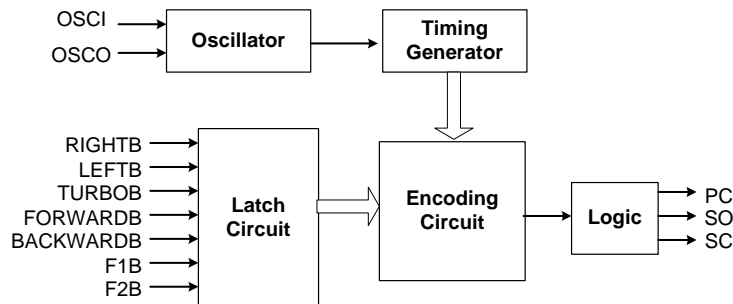 OSCI
OSCO
Oscillator
Timing
Generator
RIGHTB
LEFTB
TURBOB
FORWARDB
BACKWARDB
F1B
F2B
Latch
Circuit
Encoding
Circuit
Logic
PC
SO
SC